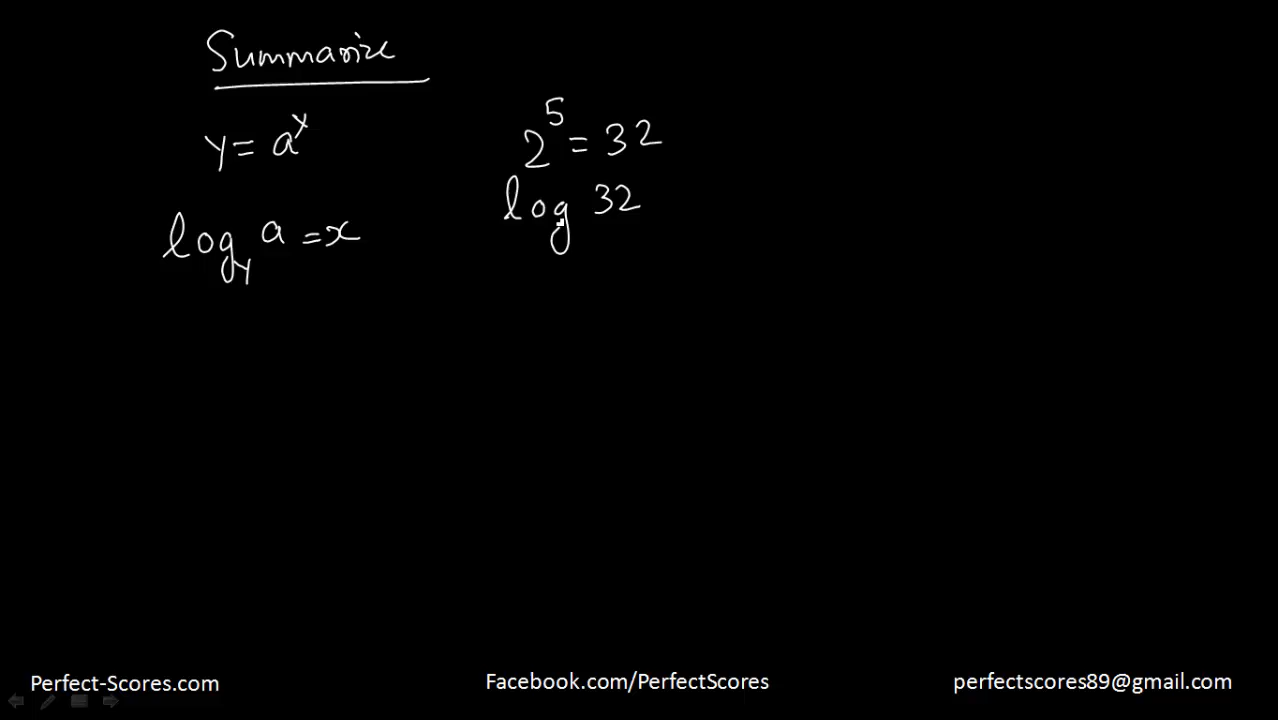 Summarize
y = a^y
log_y a = x
2^5 = 32
log 32
Perfect-Scores.com
Facebook.com/PerfectScores
perfectscores89@gmail.com